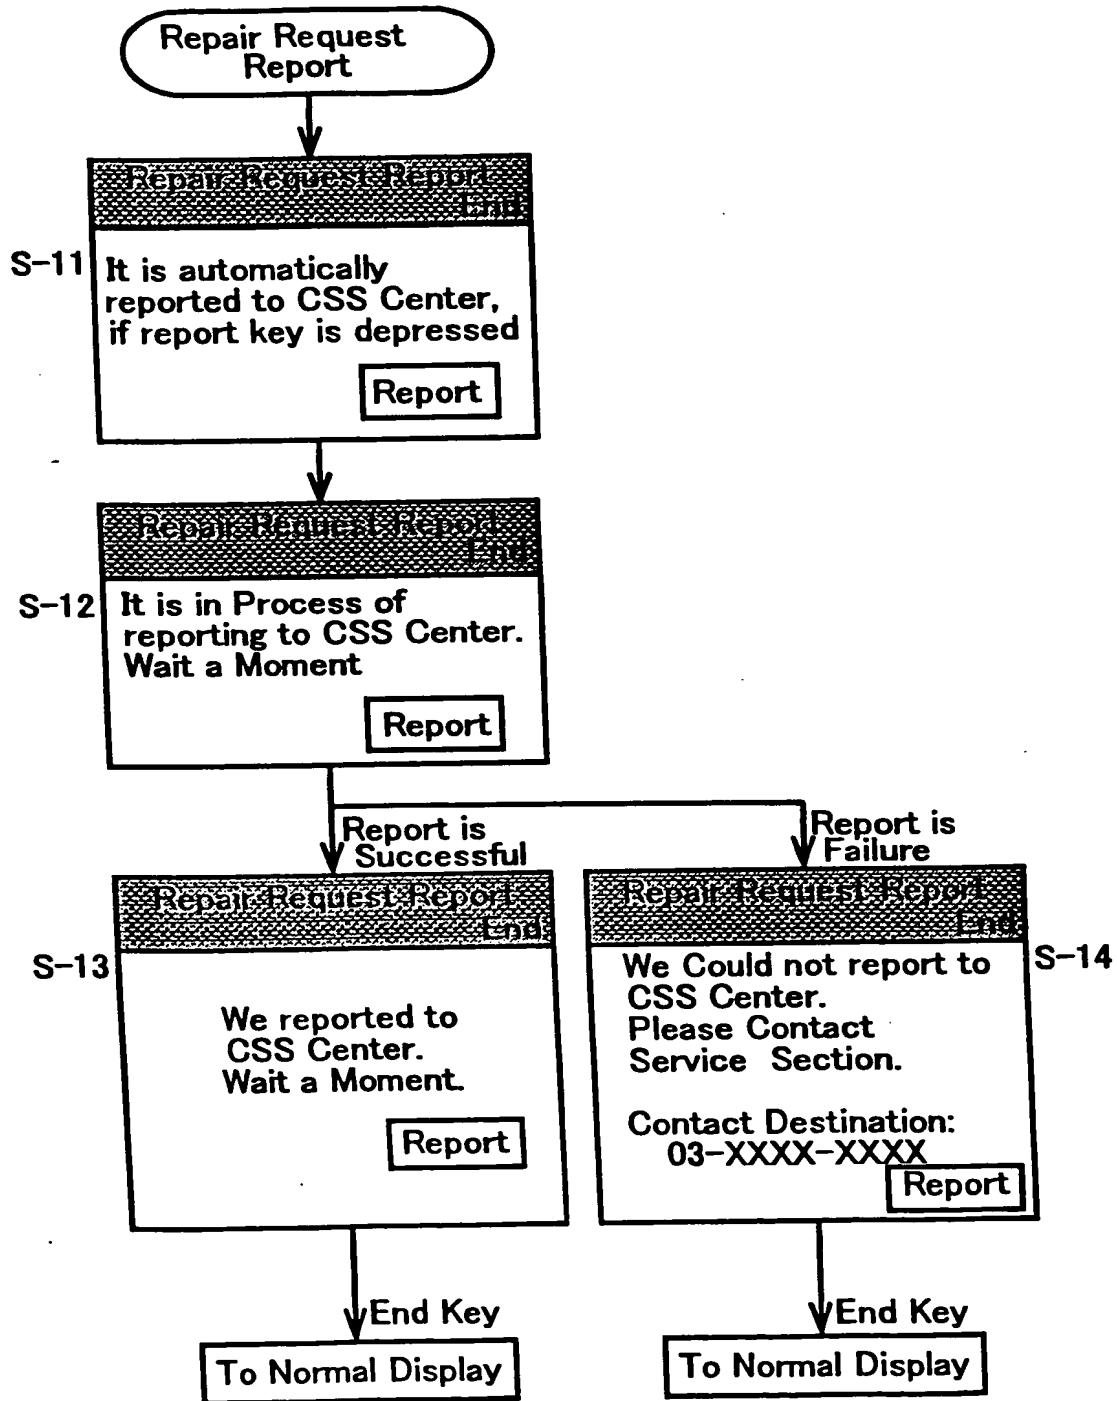 Repair Request
Report
Repair Request Report
End
S-11
It is automatically
reported to CSS Center,
if report key is depressed
Report
Repair Request Report
End
S-12
It is in Process of
reporting to CSS Center.
Wait a Moment
Report
Report is
Successful
Report is
Failure
Repair Request Report
End
S-13
We reported to
CSS Center.
Wait a Moment.
Report
Repair Request Report
End
S-14
We Could not report to
CSS Center.
Please Contact
Service Section.
Contact Destination:
03-XXXX-XXXX
Report
End Key
To Normal Display
End Key
To Normal Display